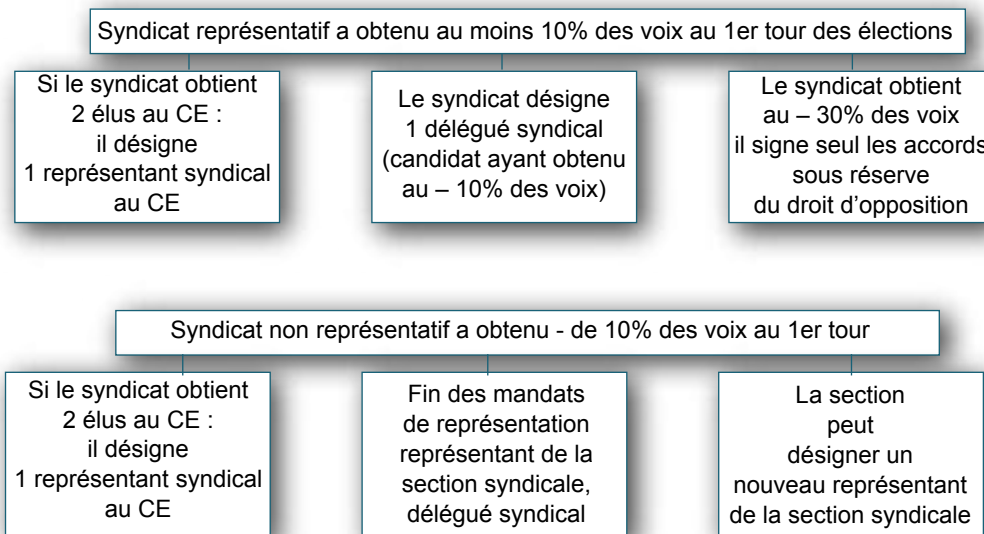 Syndicat représentatif a obtenu au moins 10% des voix au 1er tour des élections
Si le syndicat obtient
2 élus au CE :
il désigne
1 représentant syndical
au CE
Le syndicat désigne
1 délégué syndical
(candidat ayant obtenu
au – 10% des voix)
Le syndicat obtient
au – 30% des voix
il signe seul les accords
sous réserve
du droit d’opposition
Syndicat non représentatif a obtenu - de 10% des voix au 1er tour
Si le syndicat obtient
2 élus au CE :
il désigne
1 représentant syndical
au CE
Fin des mandats
de représentation
représentant de la
section syndicale,
délégué syndical
La section
peut
désigner un
nouveau représentant
de la section syndicale